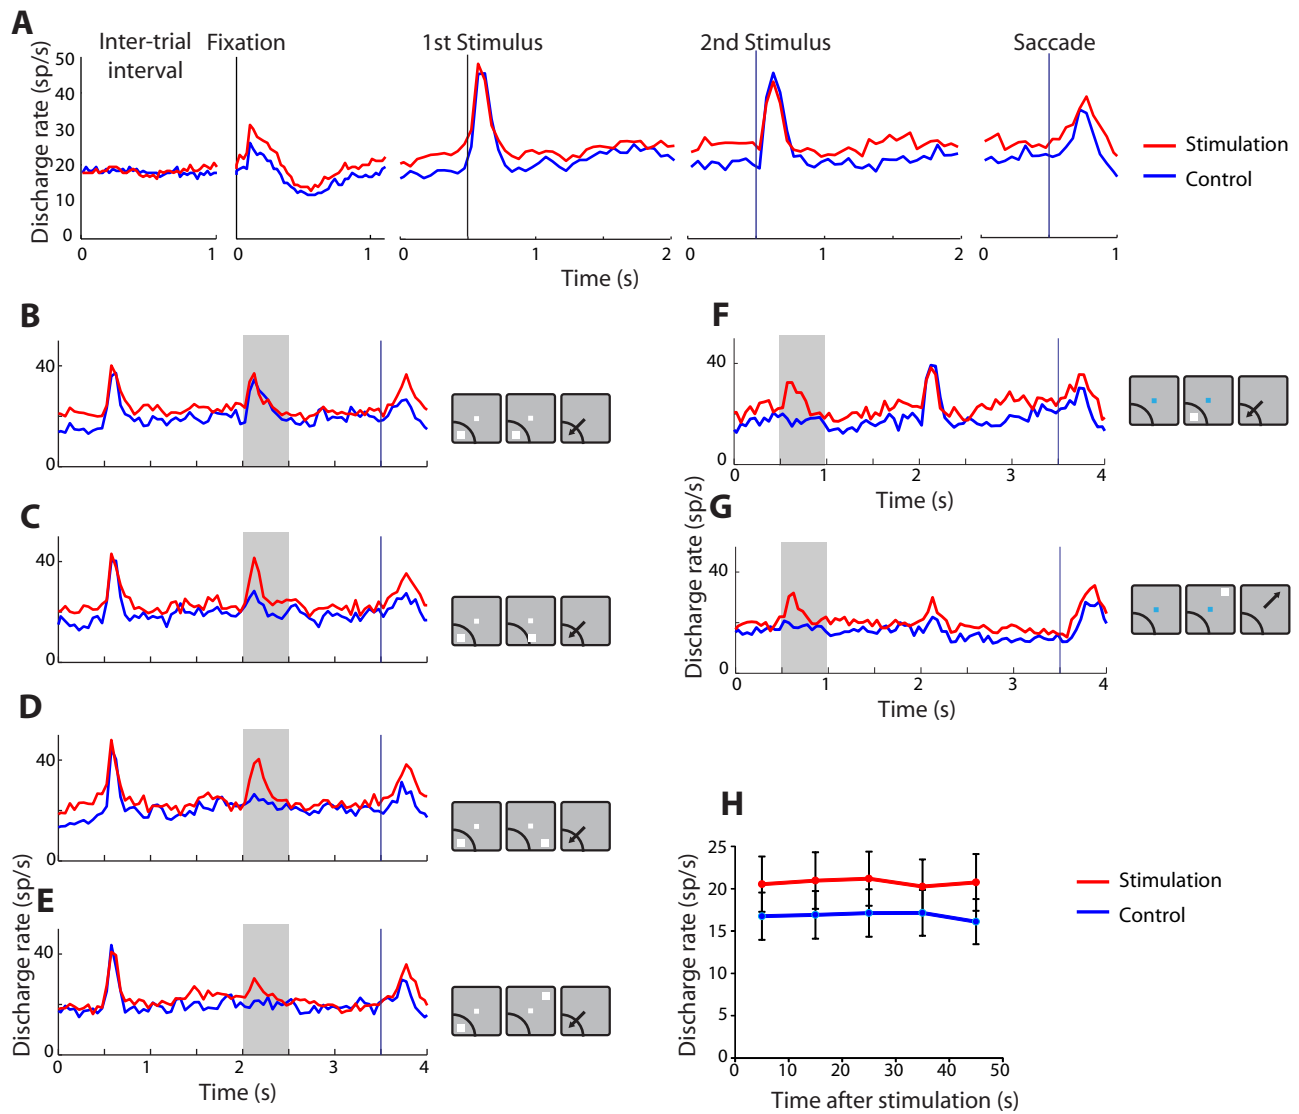 A
Inter-trial
interval
Fixation
1st Stimulus
2nd Stimulus
Saccade
Discharge rate (sp/s)
50
40
30
20
10
0
0 1 0 1 0 1 2 0 1 2 0 1
Time (s)
Stimulation
Control
B
40
0
C
40
0
D
40
0
E
40
0
0 1 2 3 4
Time (s)
Discharge rate (sp/s)
F
40
0
0 1 2 3 4
Time (s)
G
40
0
0 1 2 3 4
Time (s)
Discharge rate (sp/s)
H
25
20
15
10
5
0
0 10 20 30 40 50
Time after stimulation (s)
Discharge rate (sp/s)
Stimulation
Control